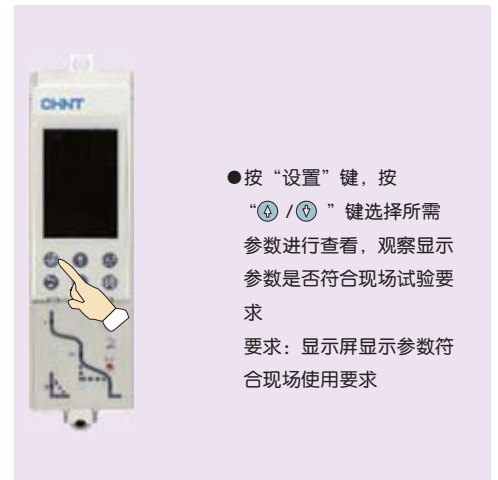 CHNT
●按“设置”键，按
“⇧ / ⇩ ”键选择所需
参数进行查看，观察显示
参数是否符合现场试验要
求
要求：显示屏显示参数符
合现场使用要求